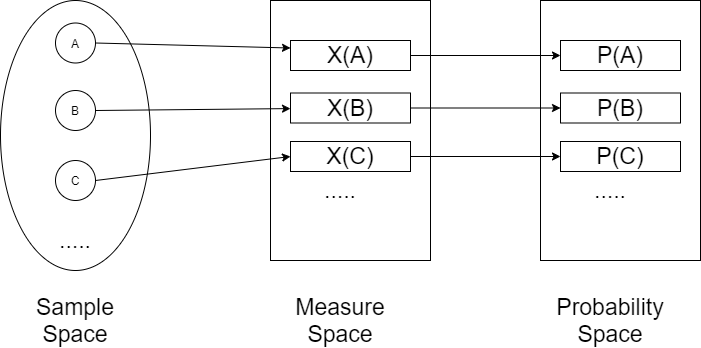 A
X(A)
P(A)
B
X(B)
P(B)
C
X(C)
P(C)
.....
.....
.....
Sample
Space
Measure
Space
Probability
Space